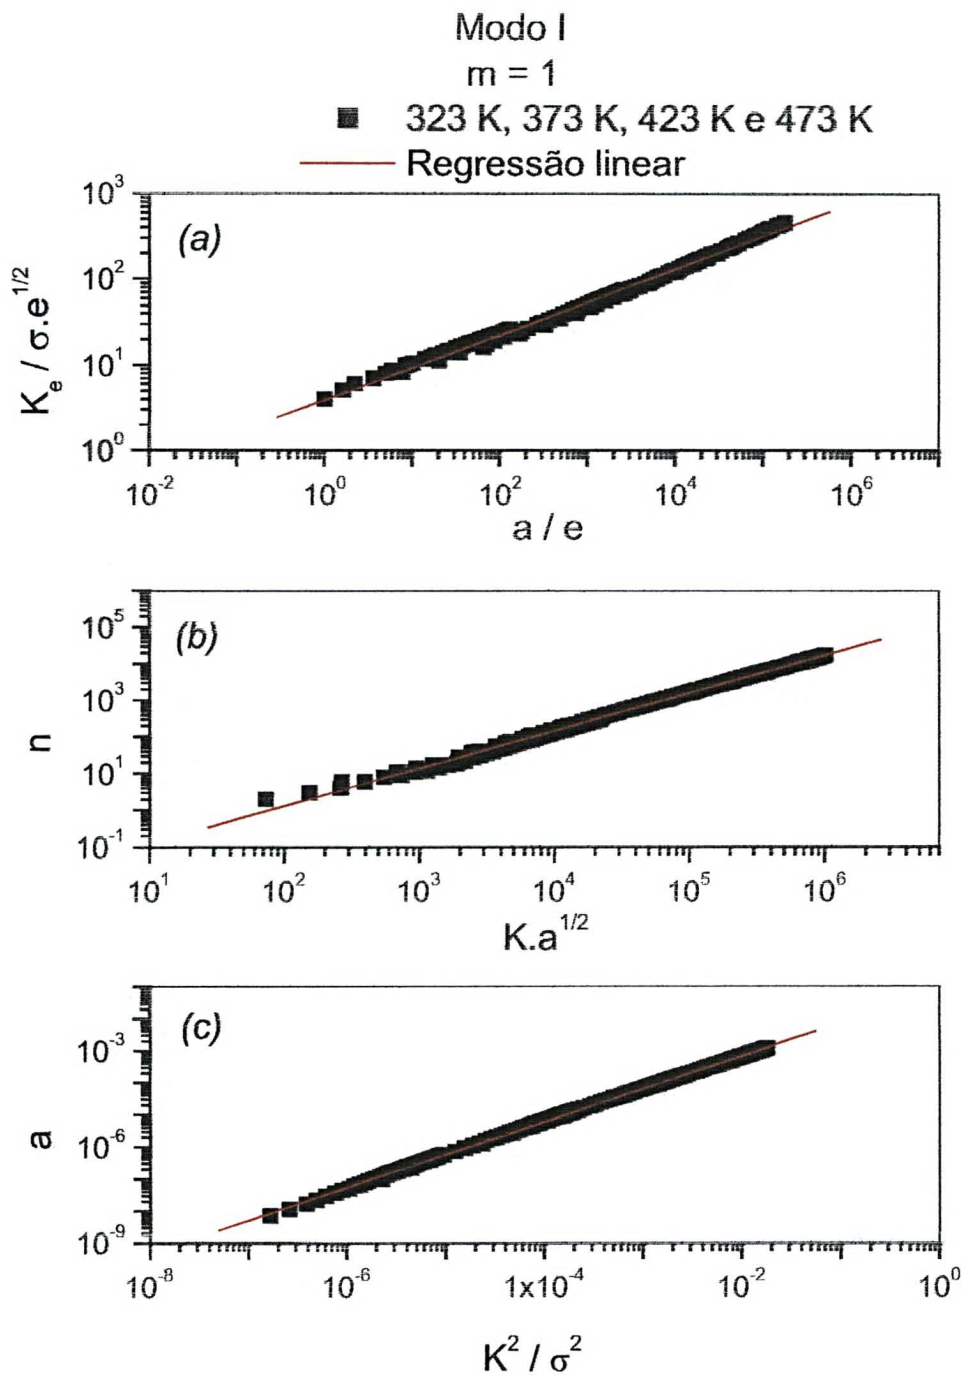 Modo I
m = 1
323 K, 373 K, 423 K e 473 K
Regressão linear
(a)
K_e / σ.e^{1/2}
10^3
10^2
10^1
10^0
10^{-2}
10^0
10^2
10^4
10^6
a / e
(b)
n
10^5
10^3
10^1
10^{-1}
10^1
10^2
10^3
10^4
10^5
10^6
K.a^{1/2}
(c)
a
10^{-3}
10^{-6}
10^{-9}
10^{-8}
10^{-6}
1x10^{-4}
10^{-2}
10^0
K^2 / σ^2